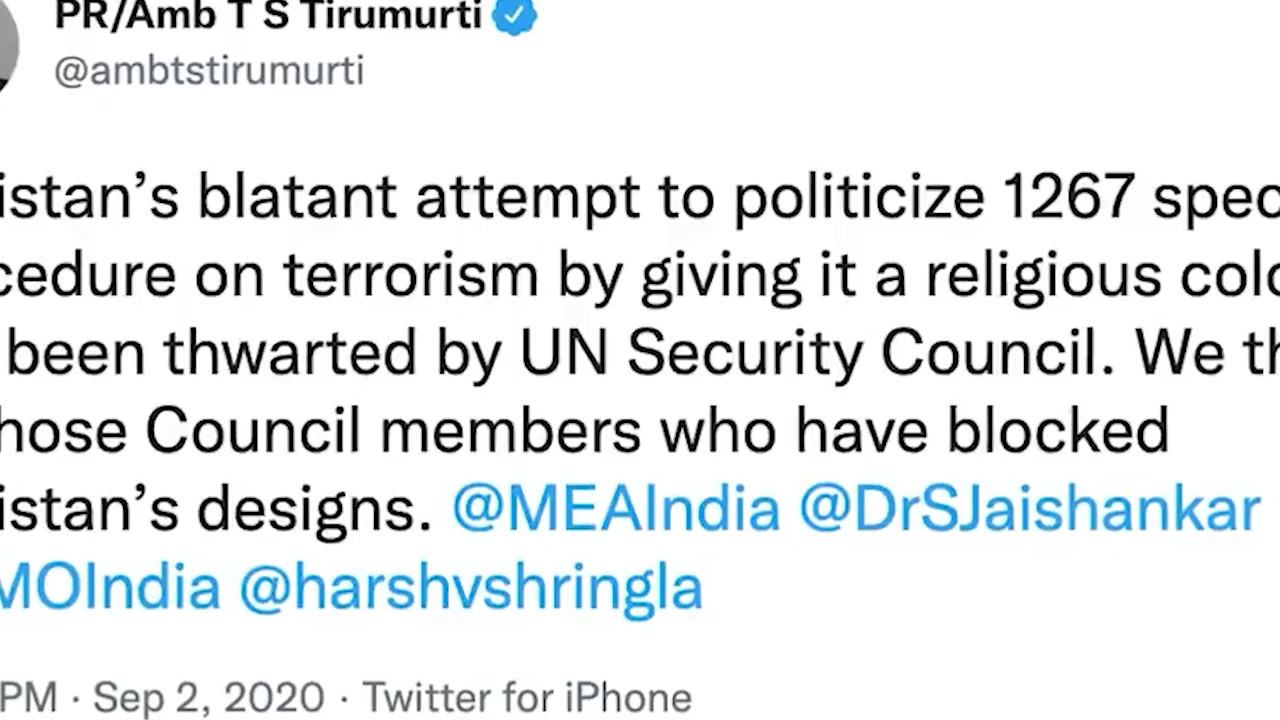 PR/Amb T S Tirumurti
@ambtstirumurti
istan’s blatant attempt to politicize 1267 spec
cedure on terrorism by giving it a religious colo
been thwarted by UN Security Council. We th
hose Council members who have blocked
istan’s designs. @MEAIndia @DrSJaishankar
MOIndia @harshvshringla
PM · Sep 2, 2020 · Twitter for iPhone